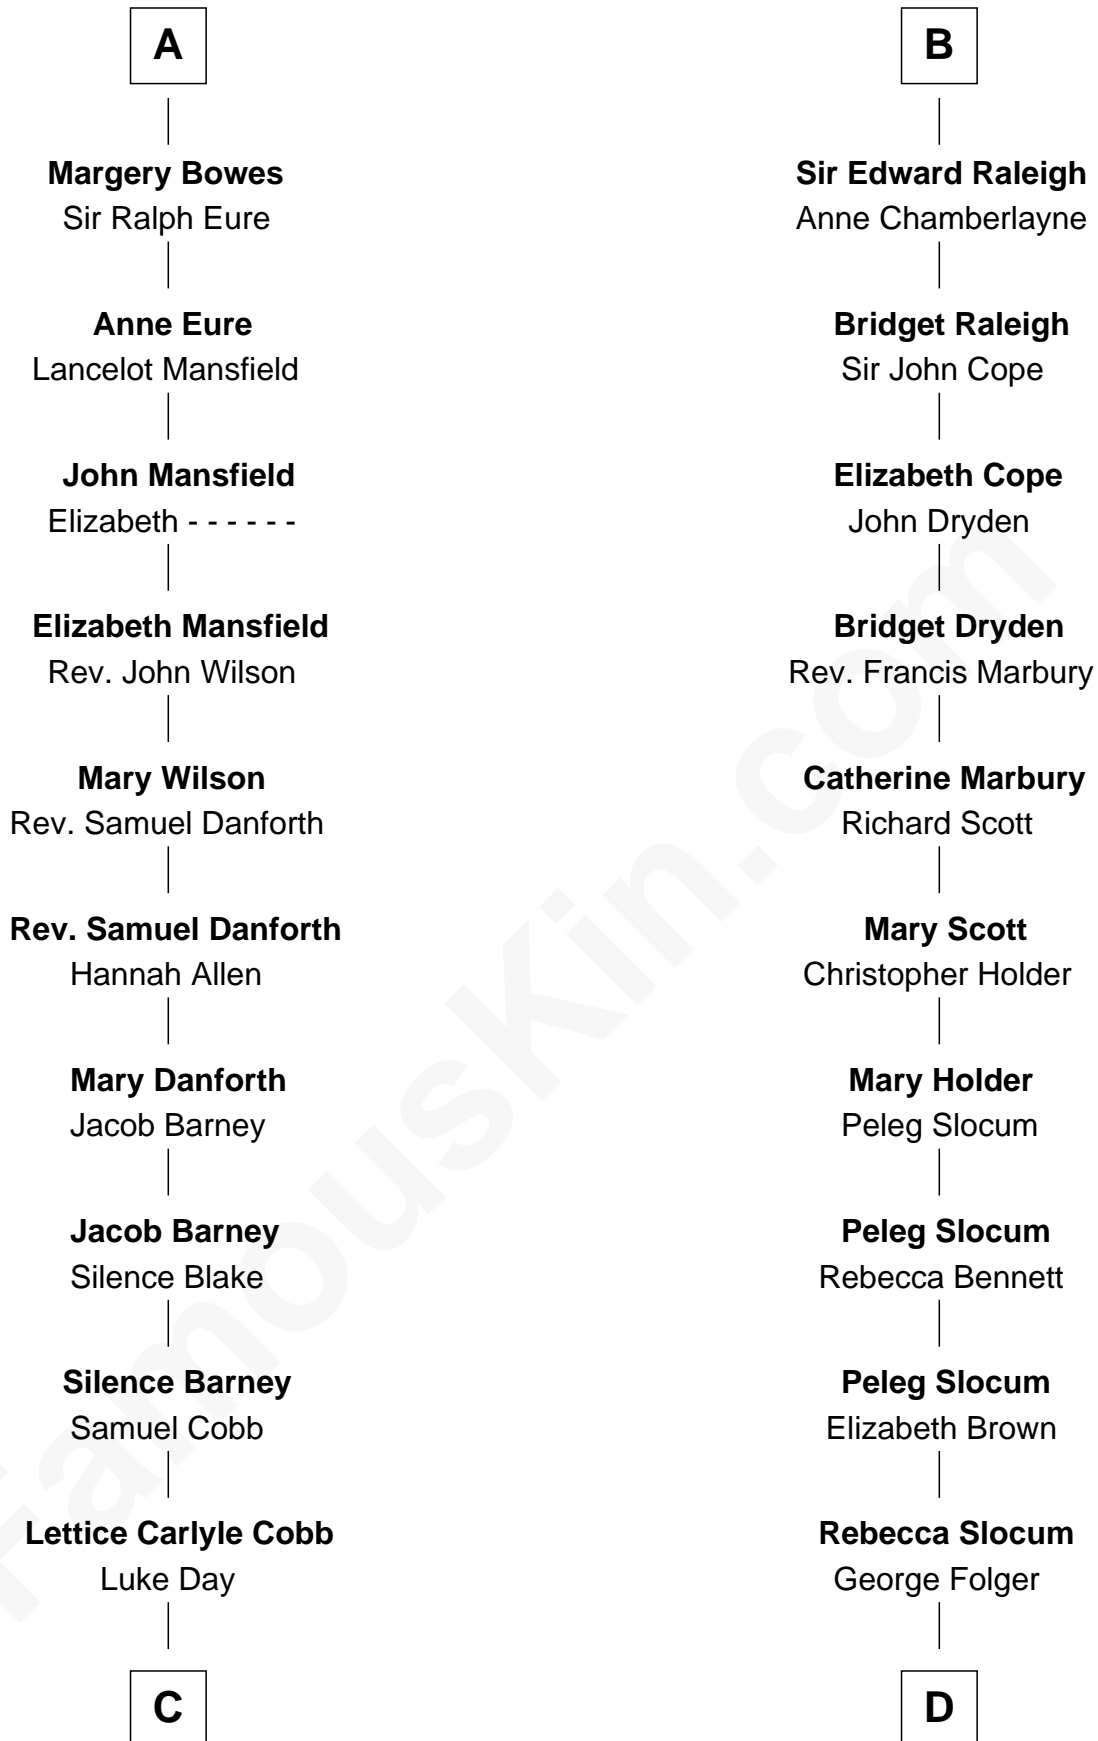 A
Margery Bowes
Sir Ralph Eure
Anne Eure
Lancelot Mansfield
John Mansfield
Elizabeth - - - - - -
Elizabeth Mansfield
Rev. John Wilson
Mary Wilson
Rev. Samuel Danforth
Rev. Samuel Danforth
Hannah Allen
Mary Danforth
Jacob Barney
Jacob Barney
Silence Blake
Silence Barney
Samuel Cobb
Lettice Carlyle Cobb
Luke Day
C
B
Sir Edward Raleigh
Anne Chamberlayne
Bridget Raleigh
Sir John Cope
Elizabeth Cope
John Dryden
Bridget Dryden
Rev. Francis Marbury
Catherine Marbury
Richard Scott
Mary Scott
Christopher Holder
Mary Holder
Peleg Slocum
Peleg Slocum
Rebecca Bennett
Peleg Slocum
Elizabeth Brown
Rebecca Slocum
George Folger
D
FamousKin.com